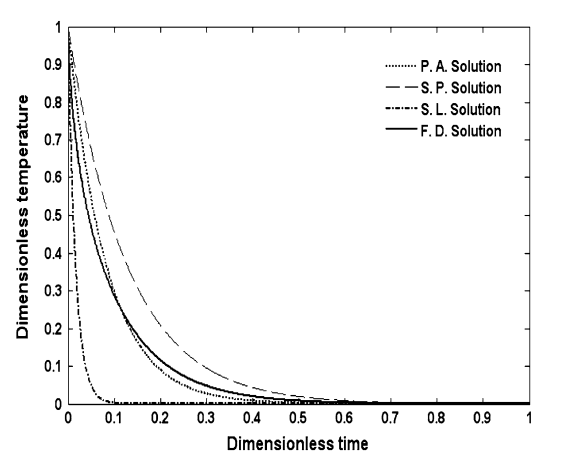 1
0.9
0.8
0.7
0.6
0.5
0.4
0.3
0.2
0.1
0
Dimensionless temperature
P. A. Solution
S. P. Solution
S. L. Solution
F. D. Solution
0 0.1 0.2 0.3 0.4 0.5 0.6 0.7 0.8 0.9 1
Dimensionless time